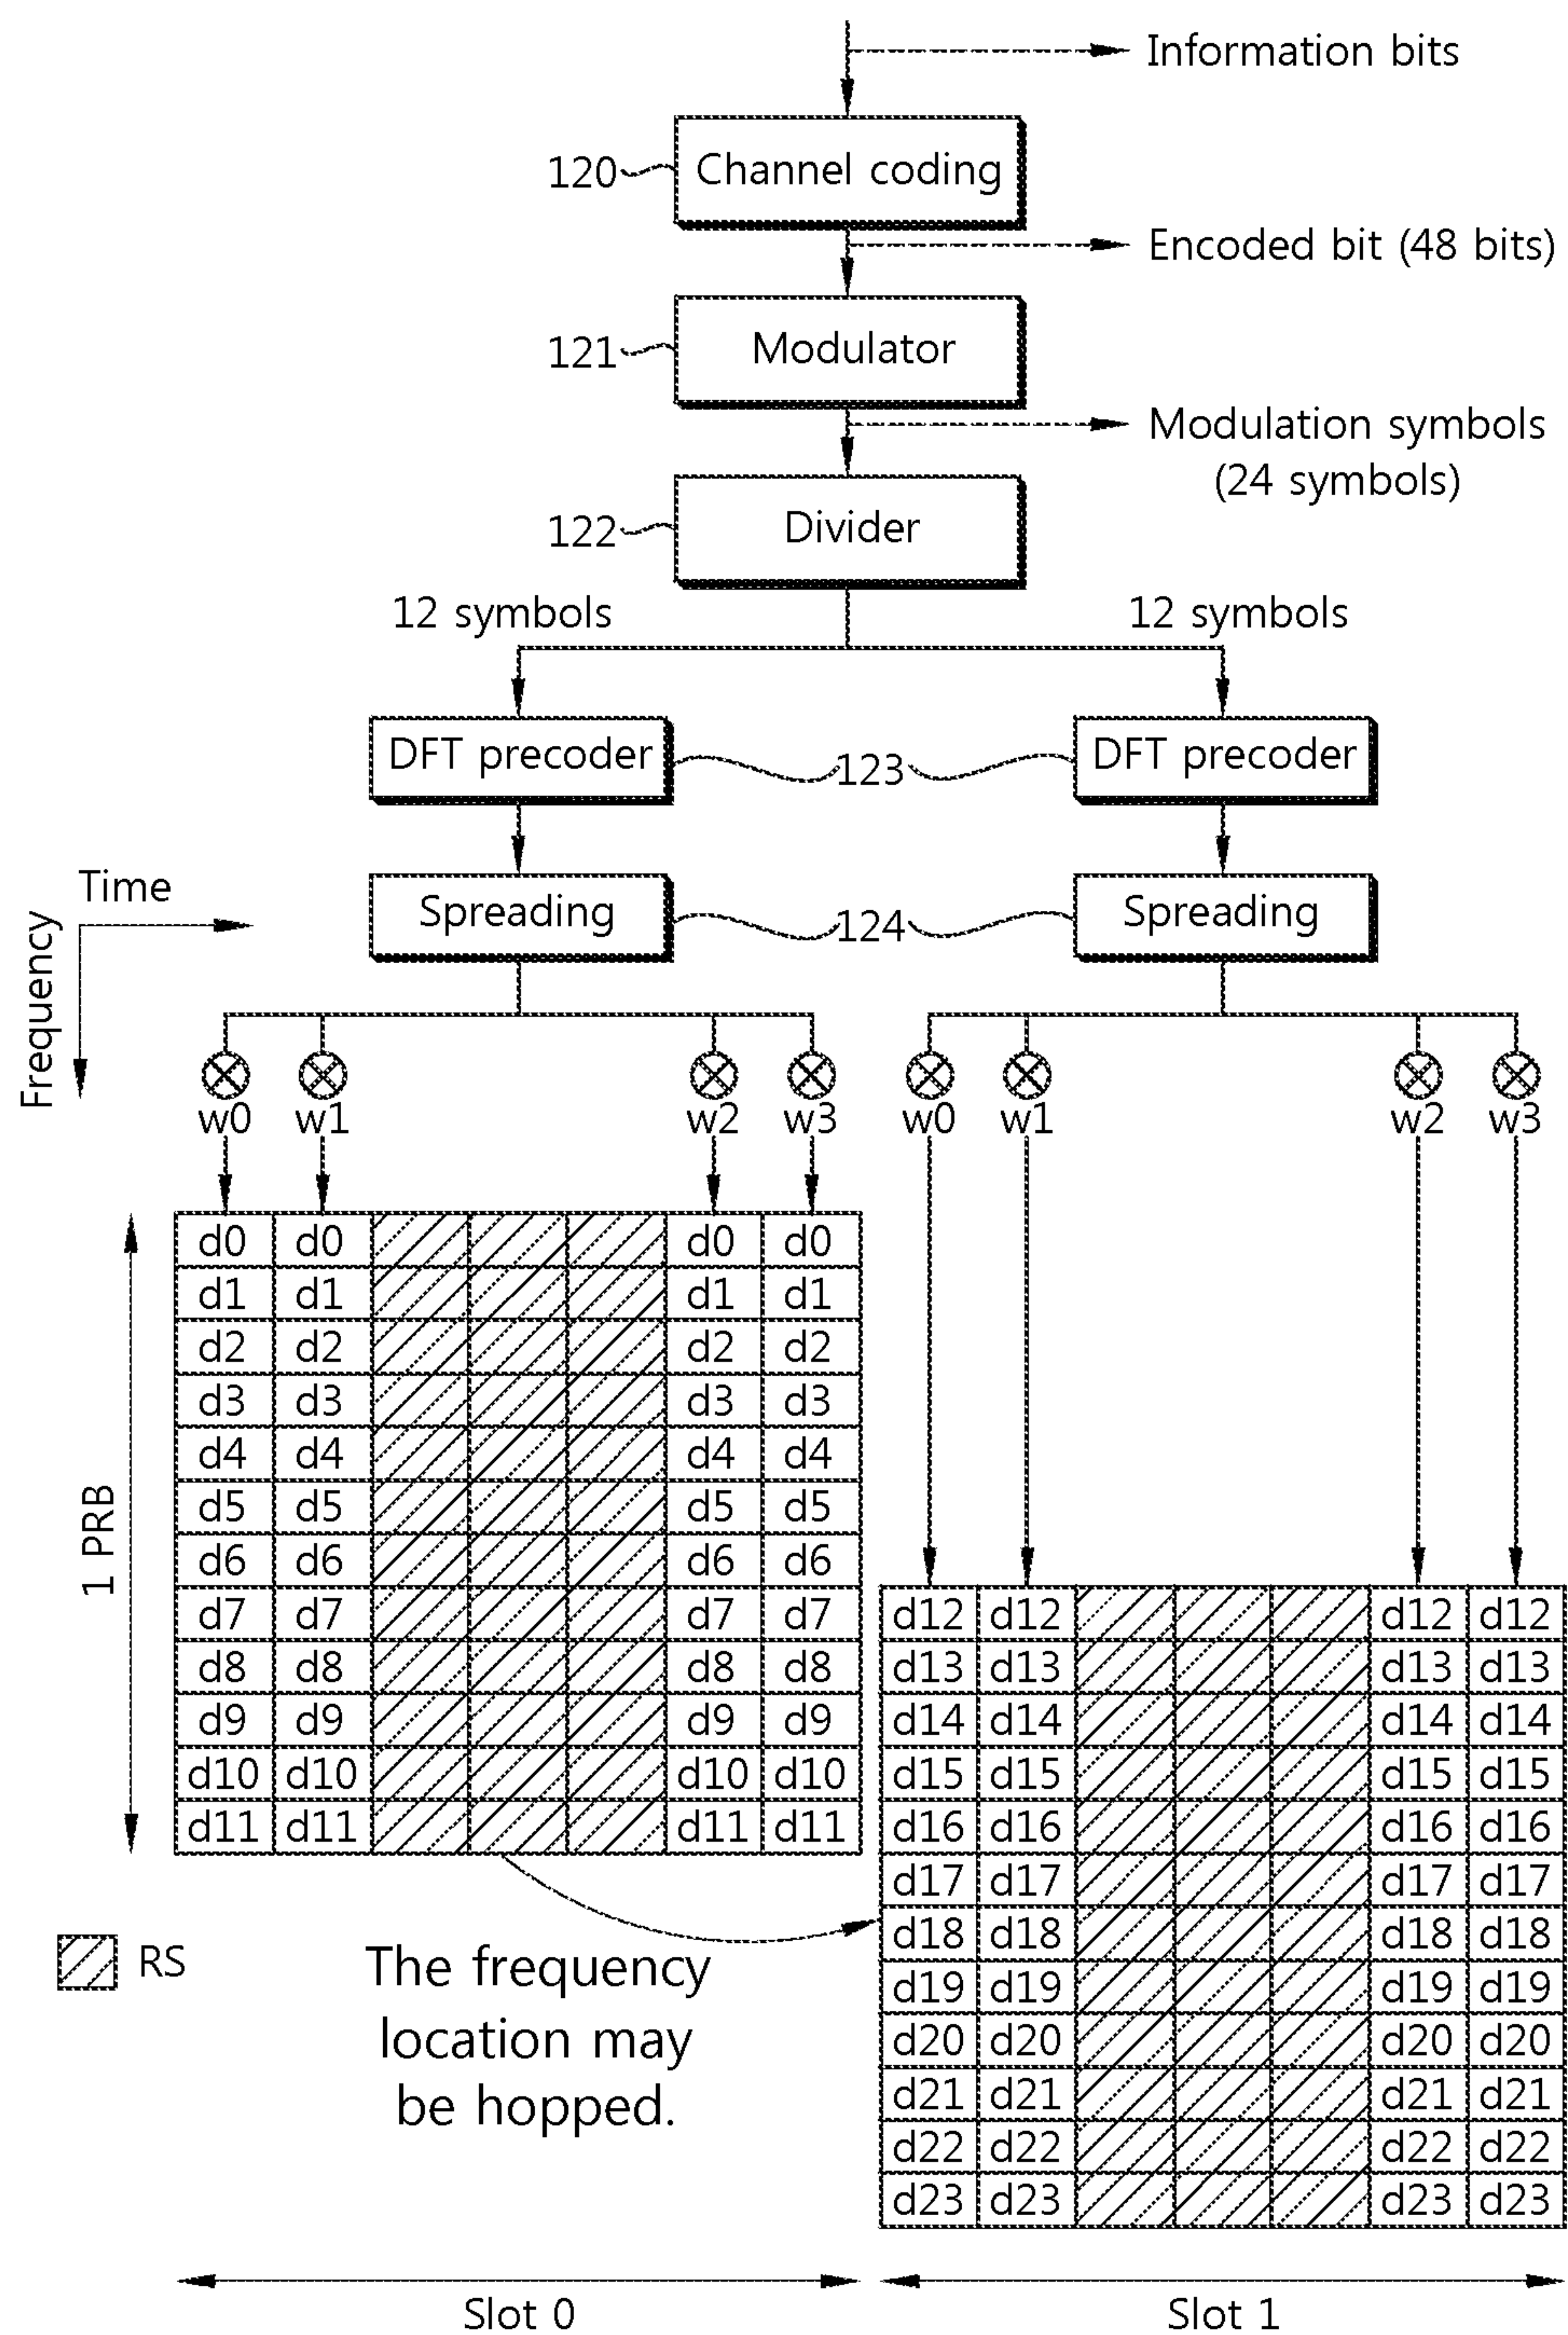 Information bits
120
Channel coding
Encoded bit (48 bits)
121
Modulator
Modulation symbols
(24 symbols)
122
Divider
12 symbols
12 symbols
DFT precoder
123
DFT precoder
Time
Frequency
Spreading
124
Spreading
w0 w1 w2 w3 w0 w1 w2 w3
1 PRB
d0 d0 d0 d0
d1 d1 d1 d1
d2 d2 d2 d2
d3 d3 d3 d3
d4 d4 d4 d4
d5 d5 d5 d5
d6 d6 d6 d6
d7 d7 d7 d7
d8 d8 d8 d8
d9 d9 d9 d9
d10 d10 d10 d10
d11 d11 d11 d11
d12 d12 d12 d12
d13 d13 d13 d13
d14 d14 d14 d14
d15 d15 d15 d15
d16 d16 d16 d16
d17 d17 d17 d17
d18 d18 d18 d18
d19 d19 d19 d19
d20 d20 d20 d20
d21 d21 d21 d21
d22 d22 d22 d22
d23 d23 d23 d23
RS
The frequency
location may
be hopped.
Slot 0
Slot 1